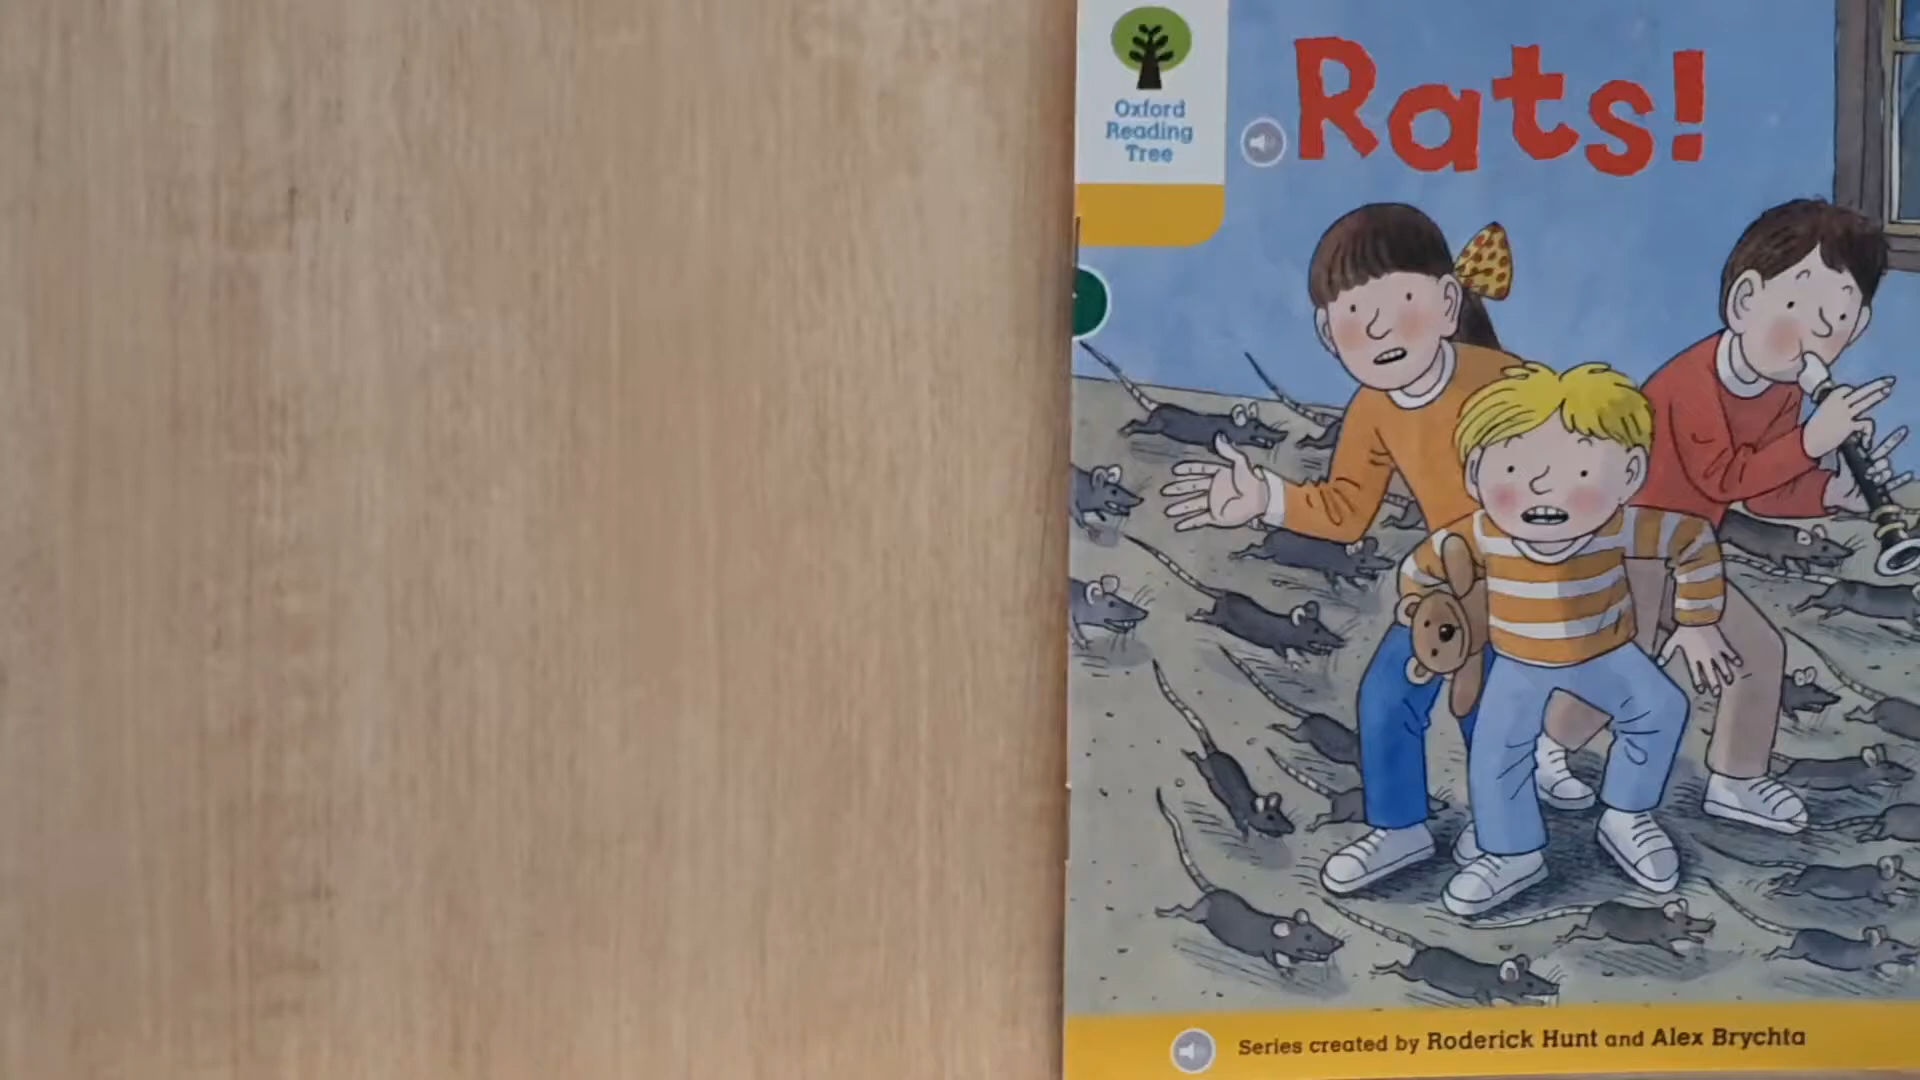 Oxford
Reading
Tree
Rats!
Series created by Roderick Hunt and Alex Brychta